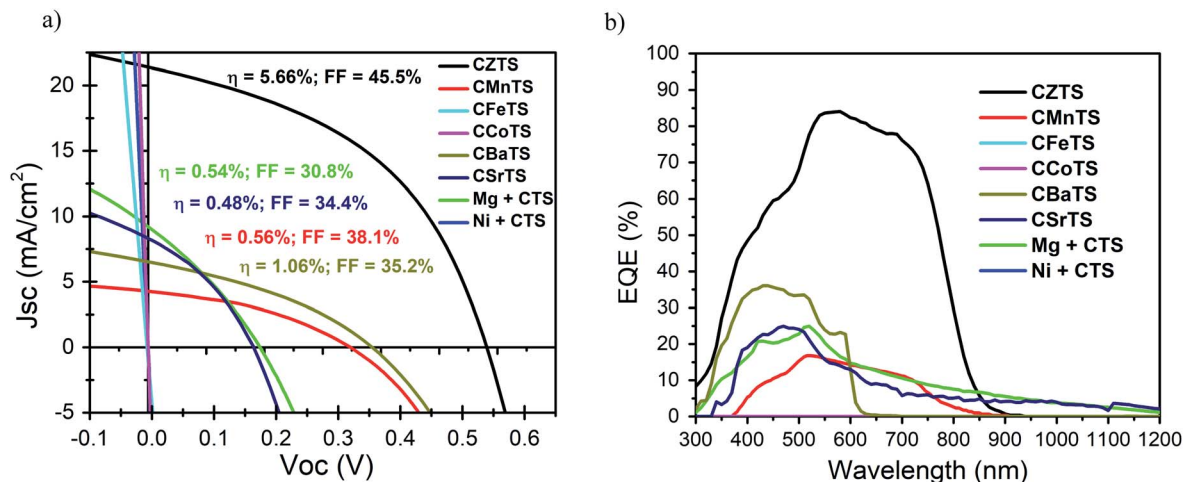 a)
Jsc (mA/cm²)
20
15
10
5
0
-5
-0.1
0.0
0.1
0.2
0.3
0.4
0.5
0.6
Voc (V)
η = 5.66%; FF = 45.5%
η = 0.54%; FF = 30.8%
η = 0.48%; FF = 34.4%
η = 0.56%; FF = 38.1%
η = 1.06%; FF = 35.2%
CZTS
CMnTS
CFeTS
CCoTS
CBaTS
CSrTS
Mg + CTS
Ni + CTS
b)
EQE (%)
100
90
80
70
60
50
40
30
20
10
0
300
400
500
600
700
800
900
1000
1100
1200
Wavelength (nm)
CZTS
CMnTS
CFeTS
CCoTS
CBaTS
CSrTS
Mg + CTS
Ni + CTS